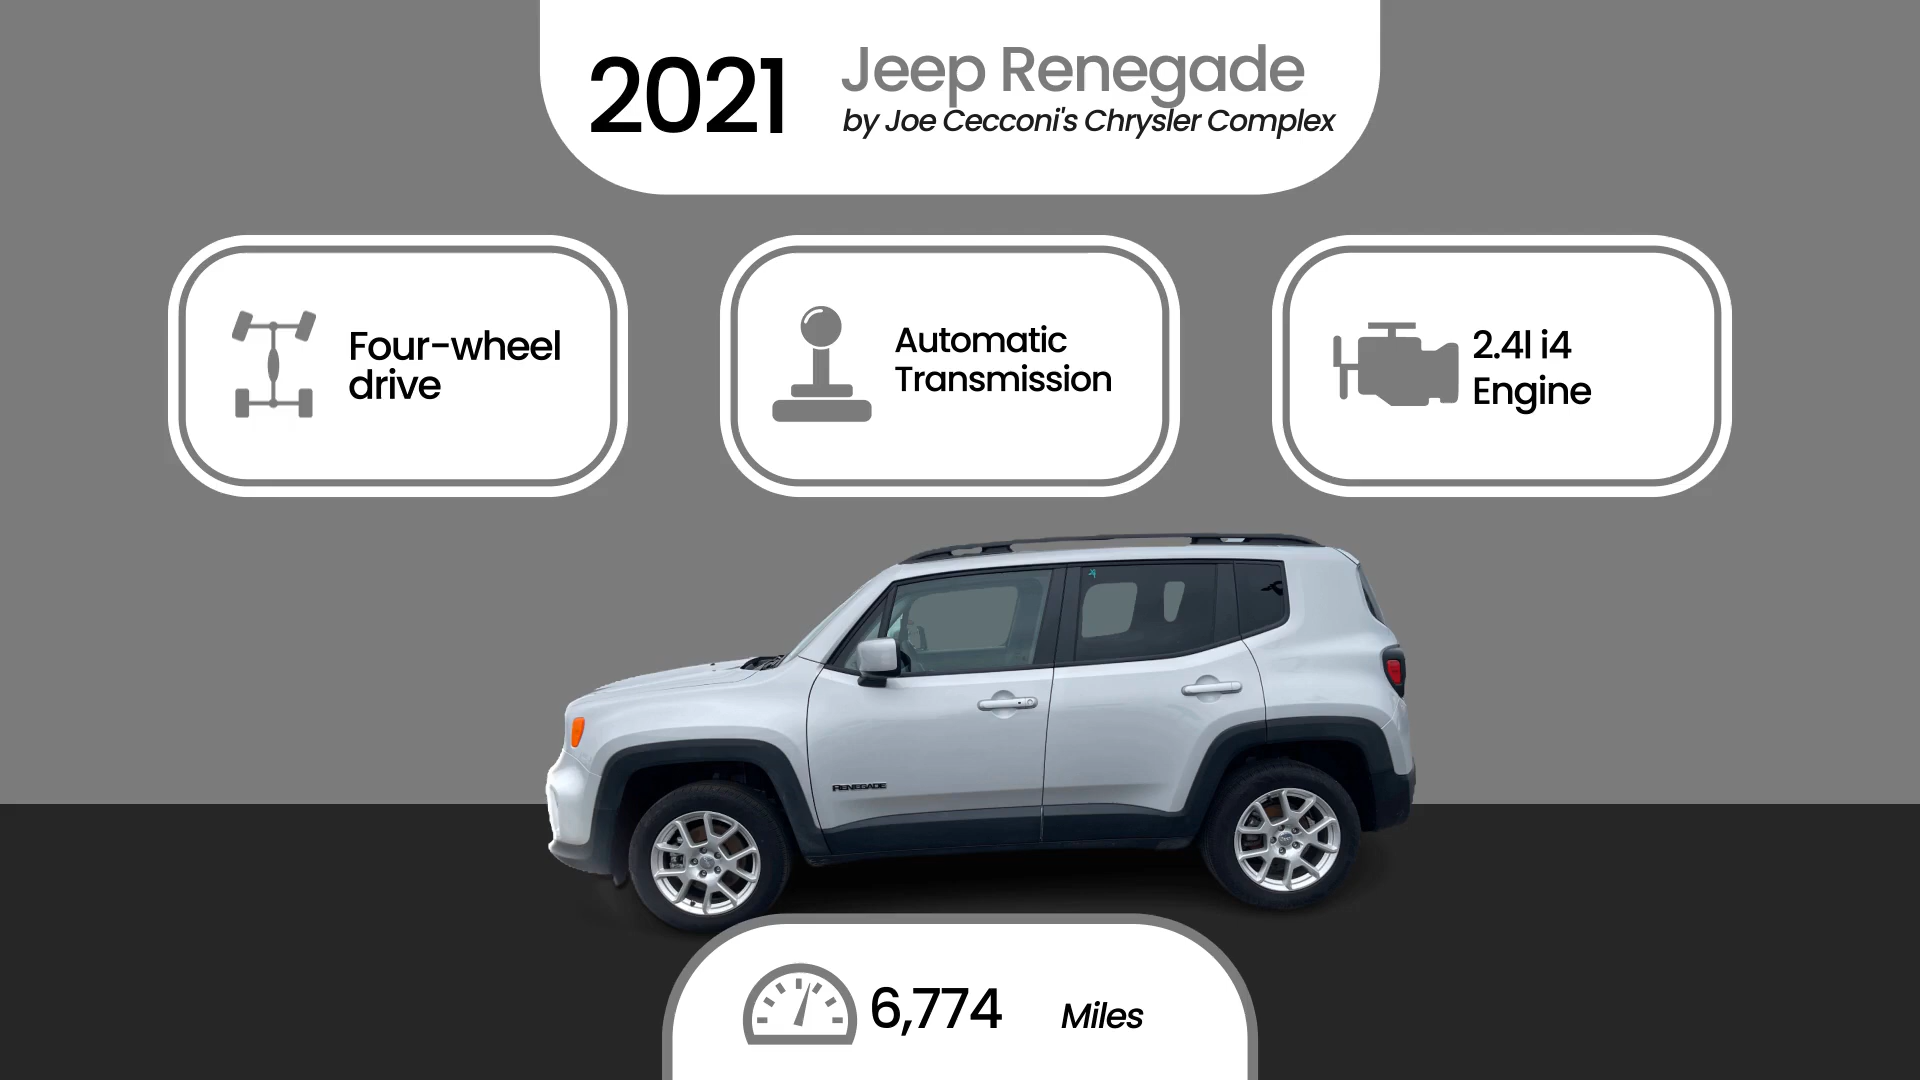 2021
Jeep Renegade
by Joe Cecconi's Chrysler Complex
Four-wheel
drive
Automatic
Transmission
2.4l i4
Engine
RENEGADE
6,774 Miles